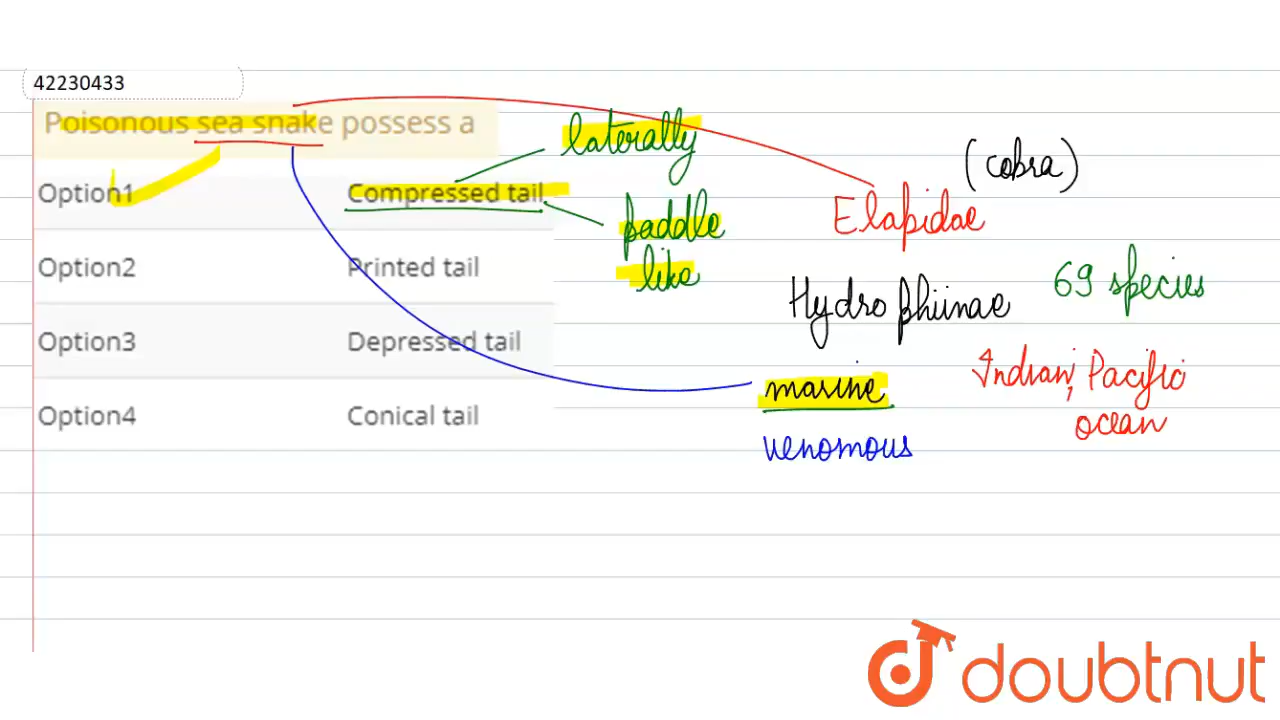 42230433
Poisonous sea snake possess a
Option1 Compressed tail
Option2 Printed tail
Option3 Depressed tail
Option4 Conical tail
laterally
paddle
like
(cobra)
Elapidae
Hydrophiinae
69 species
marine
venomous
Indian, Pacific
ocean
doubtnut